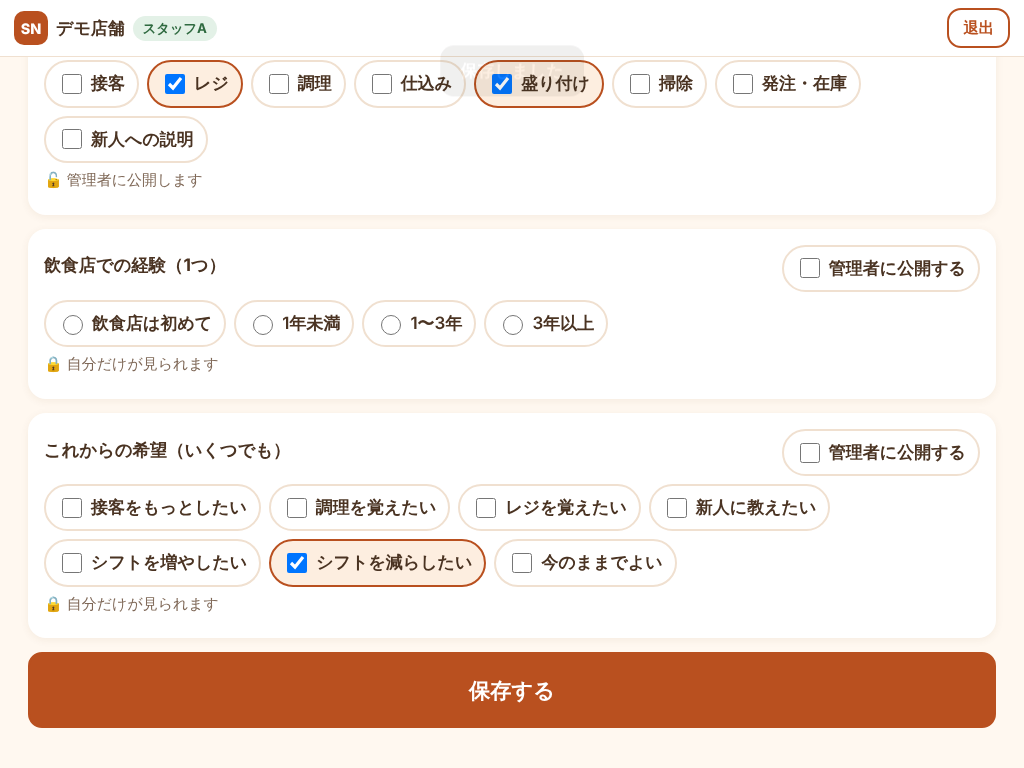 SN デモ店舗 スタッフA 退出
接客 レジ 調理 仕込み 盛り付け 掃除 発注・在庫
新人への説明
🔓 管理者に公開します
飲食店での経験（1つ） 管理者に公開する
飲食店は初めて 1年未満 1〜3年 3年以上
🔒 自分だけが見られます
これからの希望（いくつでも） 管理者に公開する
接客をもっとしたい 調理を覚えたい レジを覚えたい 新人に教えたい
シフトを増やしたい シフトを減らしたい 今のままでよい
🔒 自分だけが見られます
保存する